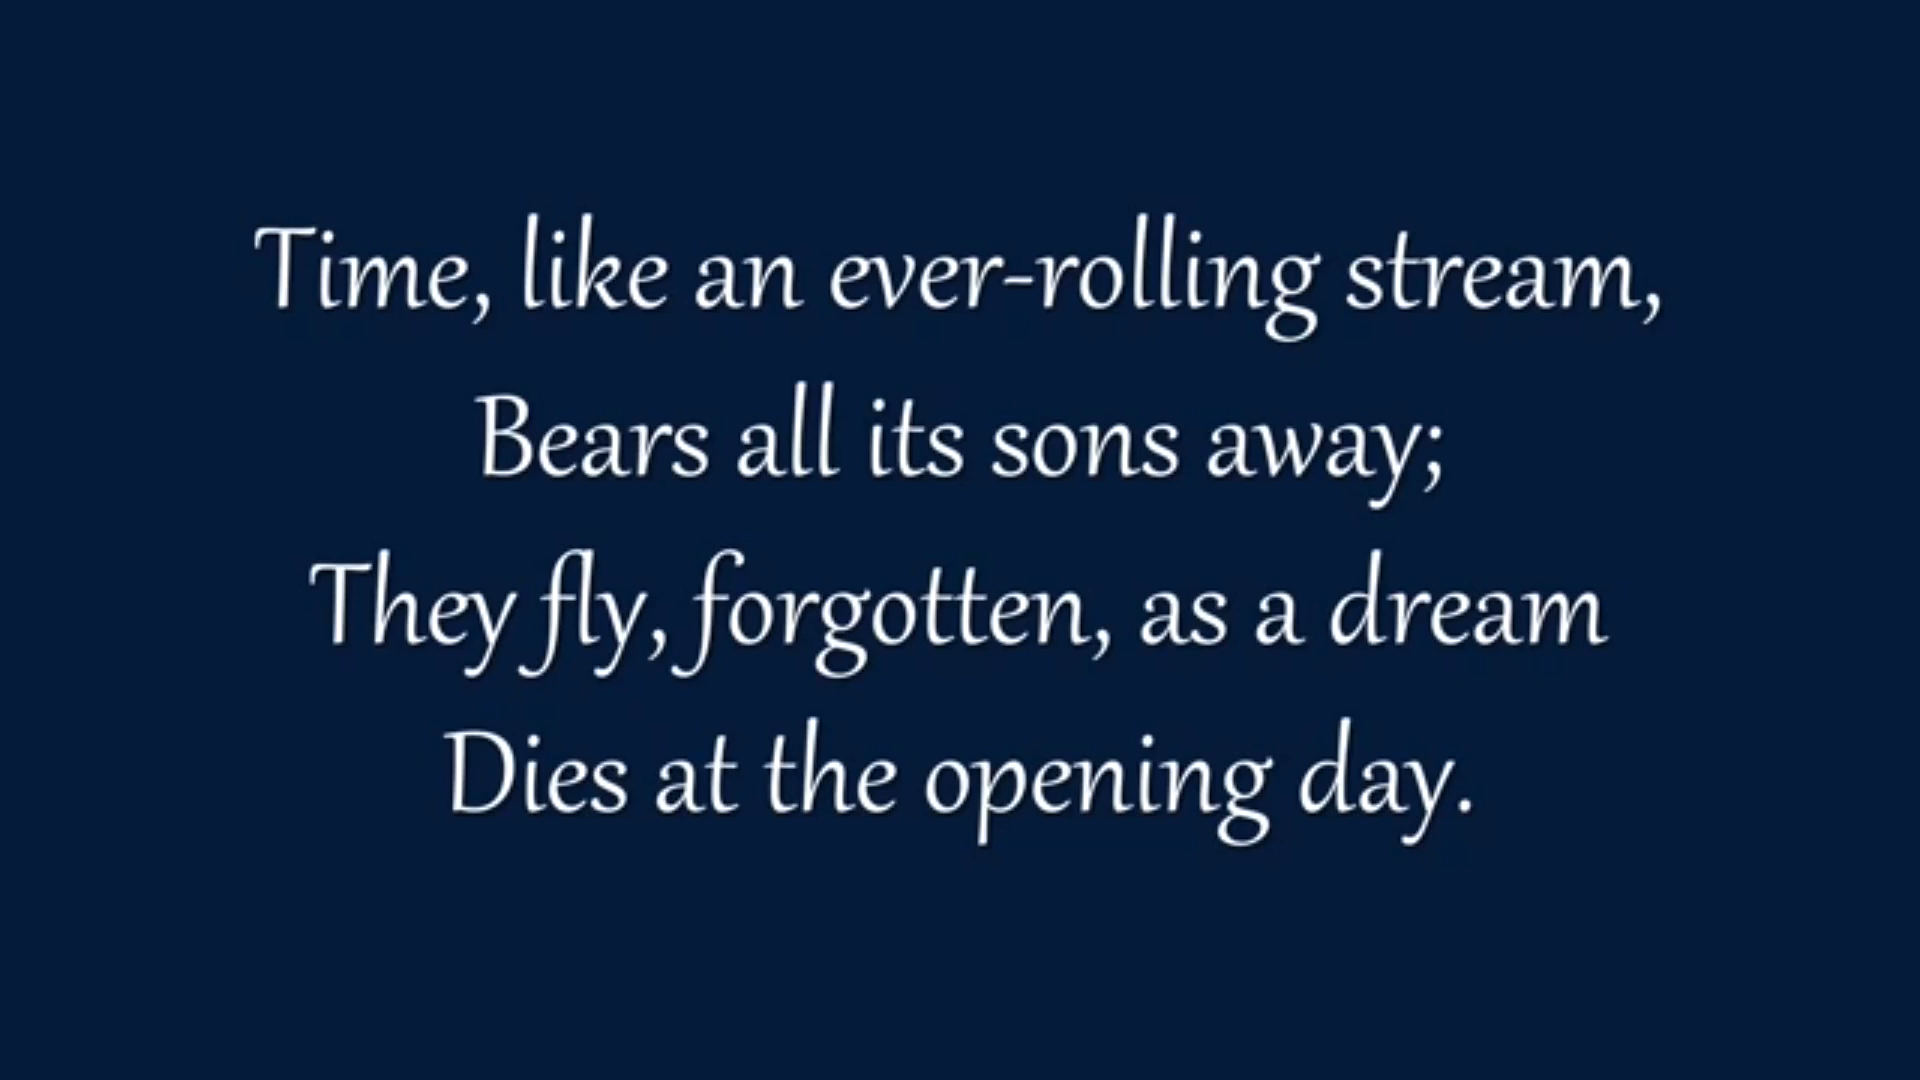 Time, like an ever-rolling stream,
Bears all its sons away;
They fly, forgotten, as a dream
Dies at the opening day.